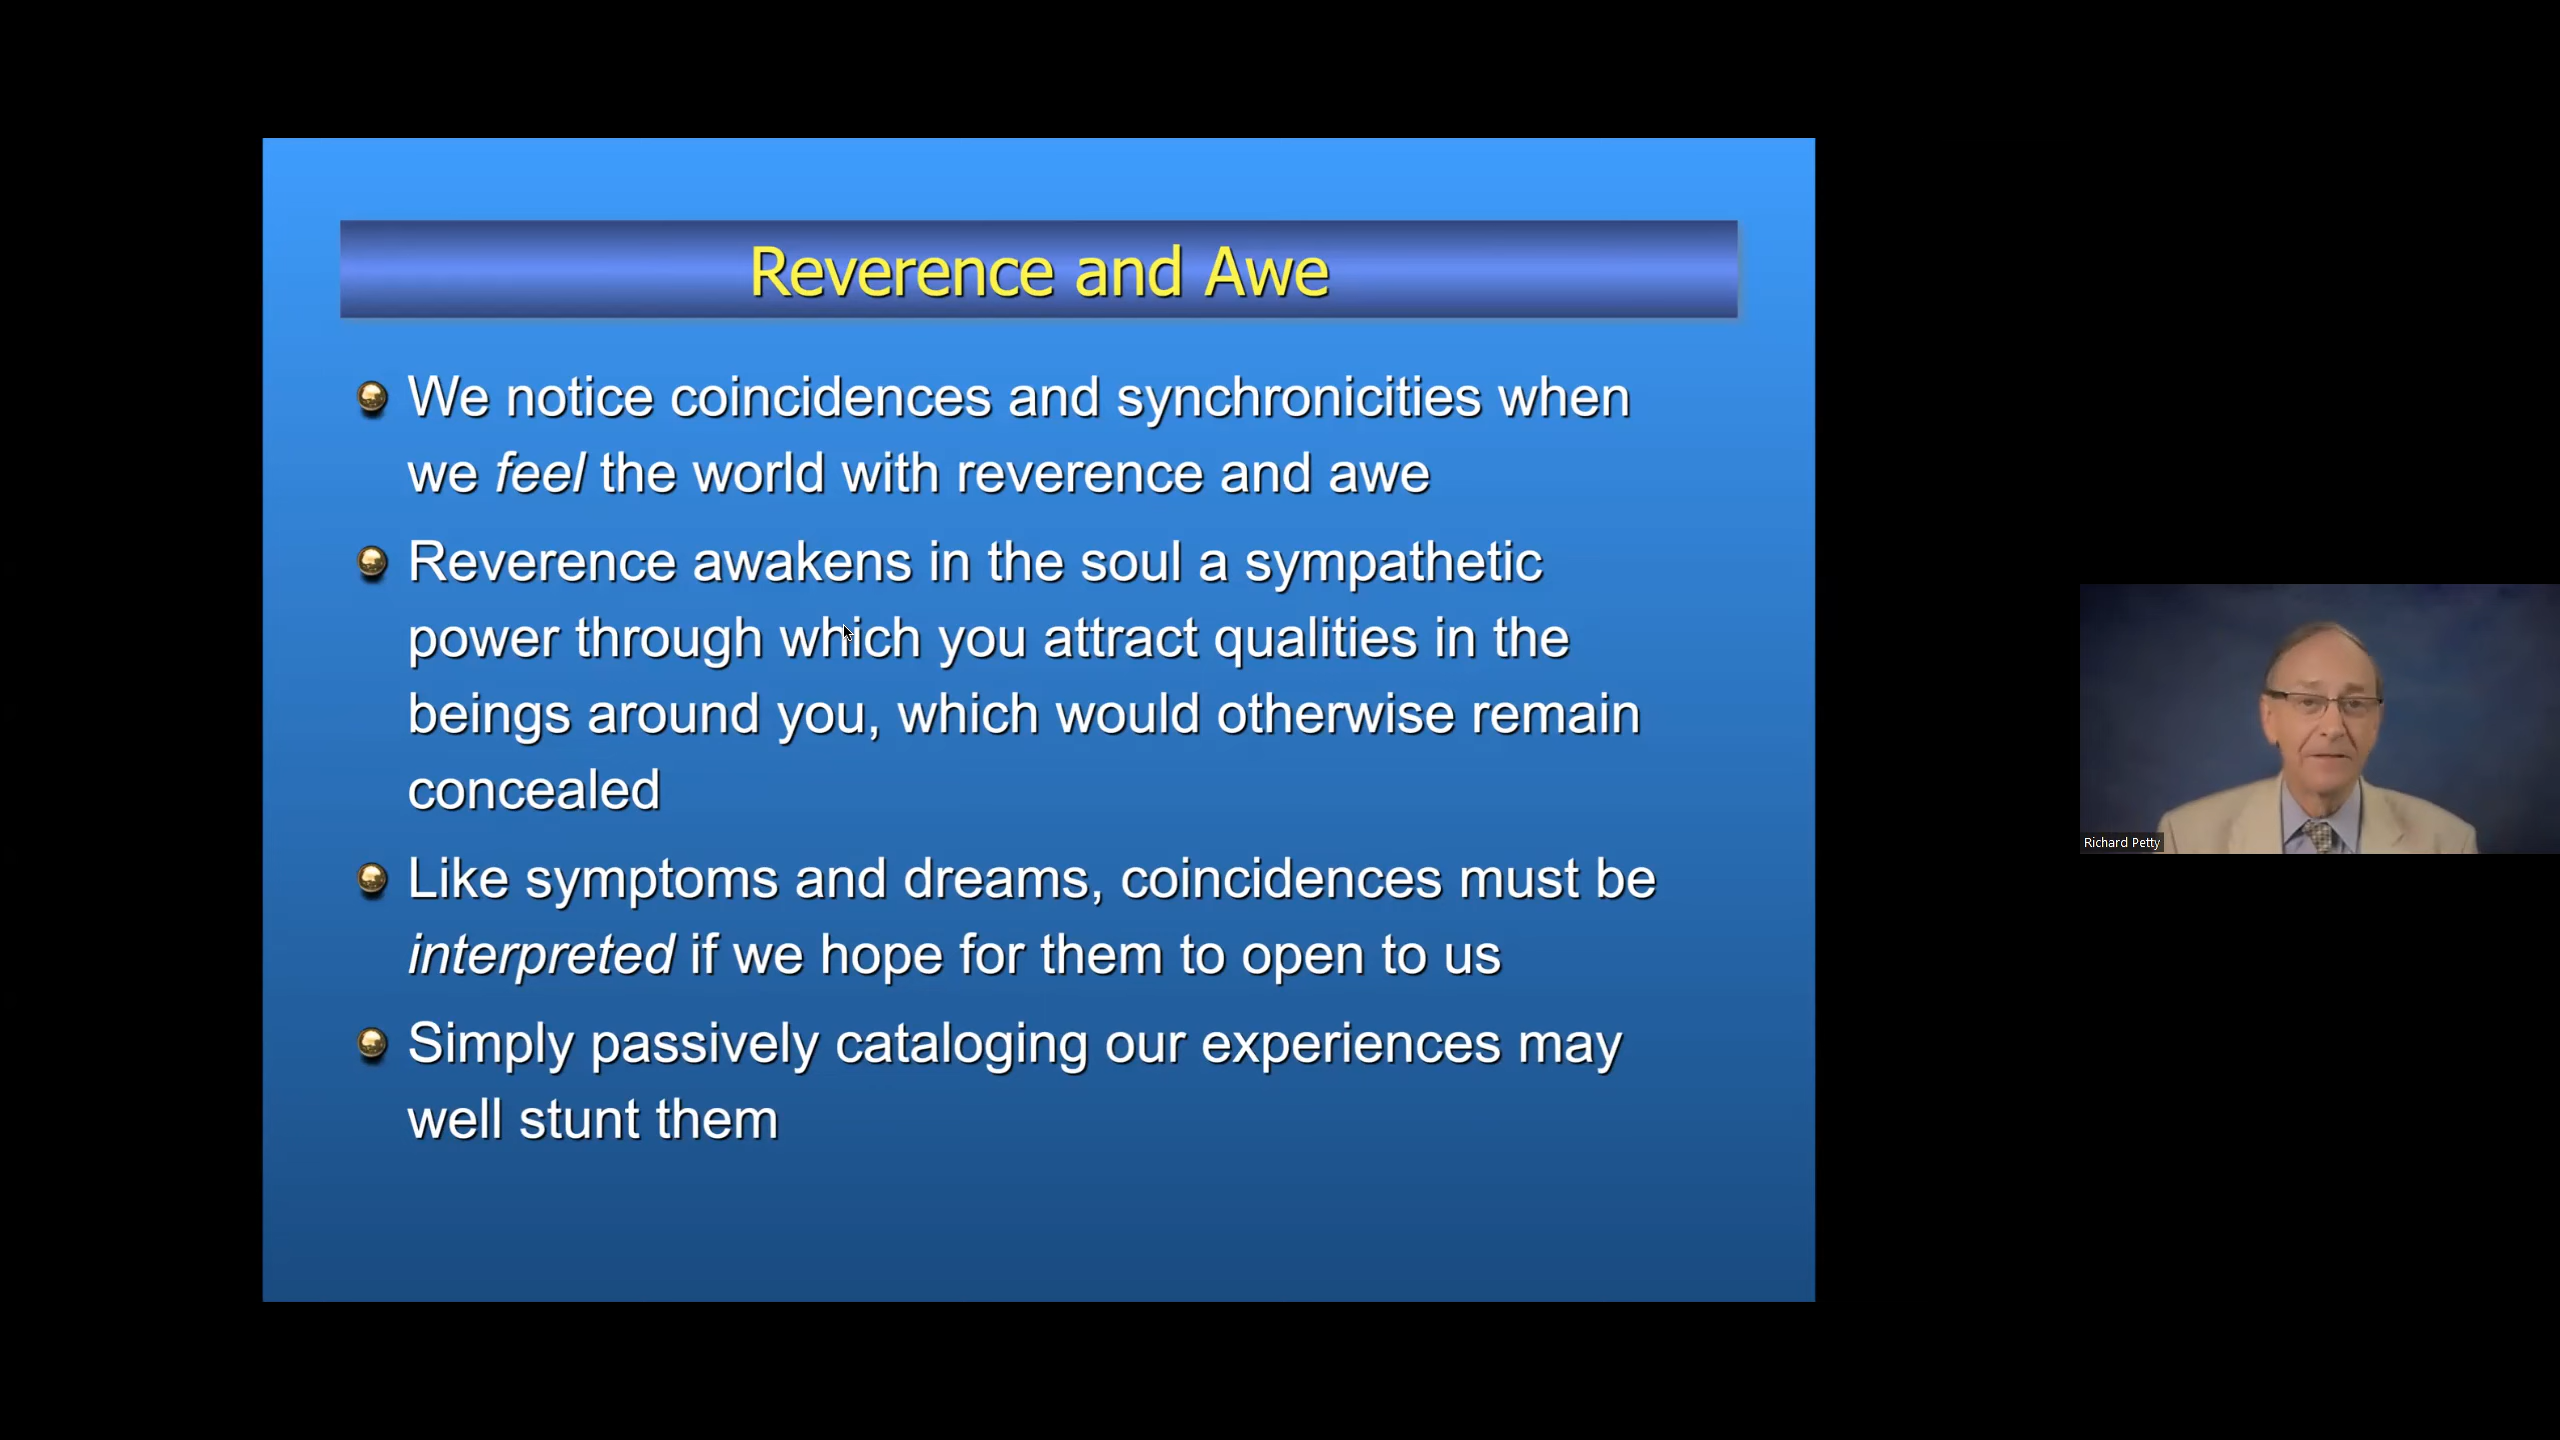 Reverence and Awe
We notice coincidences and synchronicities when
we feel the world with reverence and awe
Reverence awakens in the soul a sympathetic
power through which you attract qualities in the
beings around you, which would otherwise remain
concealed
Like symptoms and dreams, coincidences must be
interpreted if we hope for them to open to us
Simply passively cataloging our experiences may
well stunt them
Richard Petty